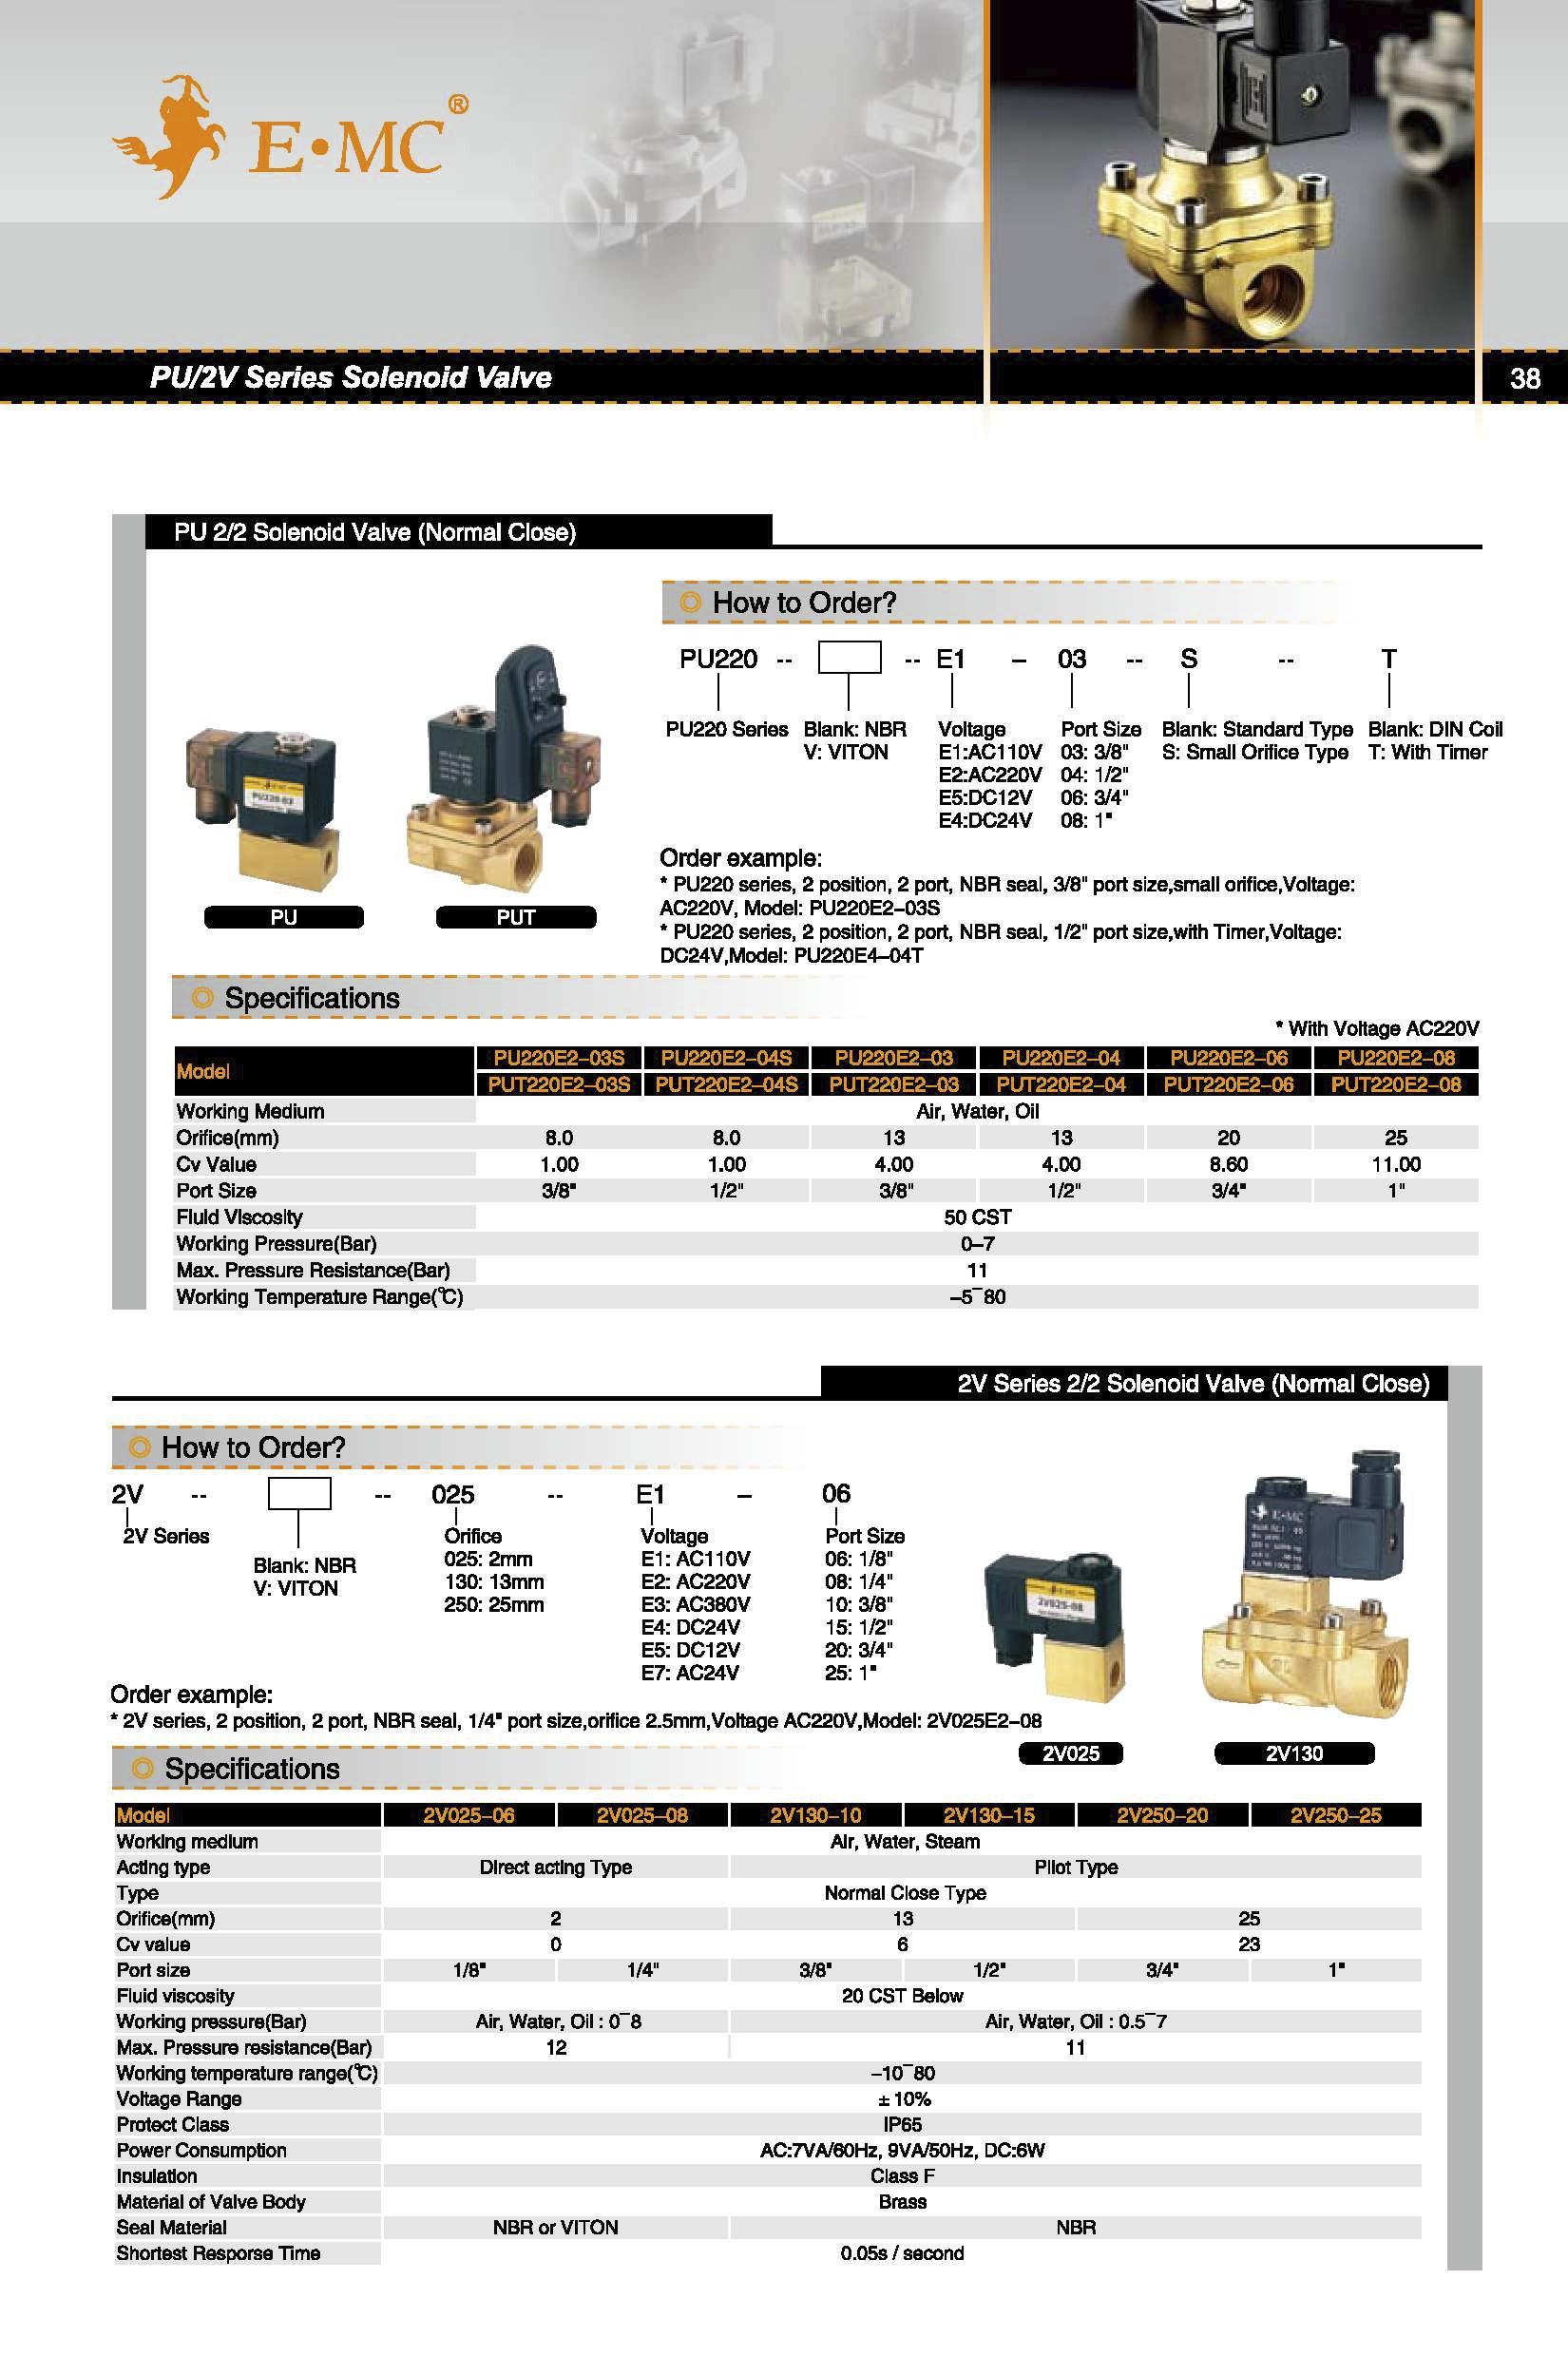 E•MC®
PU/2V Series Solenoid Valve
38
PU 2/2 Solenoid Valve (Normal Close)
How to Order?
PU220 -- -- E1 – 03 -- S -- T
PU220 Series Blank: NBR Voltage Port Size Blank: Standard Type Blank: DIN Coil
V: VITON E1:AC110V 03: 3/8" S: Small Orifice Type T: With Timer
E2:AC220V 04: 1/2"
E5:DC12V 06: 3/4"
E4:DC24V 08: 1"
PU220-03
PU PUT
Order example:
* PU220 series, 2 position, 2 port, NBR seal, 3/8" port size,small orifice,Voltage:
AC220V, Model: PU220E2–03S
* PU220 series, 2 position, 2 port, NBR seal, 1/2" port size,with Timer,Voltage:
DC24V,Model: PU220E4–04T
Specifications
* With Voltage AC220V
Model PU220E2–03S PU220E2–04S PU220E2–03 PU220E2–04 PU220E2–06 PU220E2–08
PUT220E2–03S PUT220E2–04S PUT220E2–03 PUT220E2–04 PUT220E2–06 PUT220E2–08
Working Medium Air, Water, Oil
Orifice(mm) 8.0 8.0 13 13 20 25
Cv Value 1.00 1.00 4.00 4.00 8.60 11.00
Port Size 3/8" 1/2" 3/8" 1/2" 3/4" 1"
Fluid Viscosity 50 CST
Working Pressure(Bar) 0–7
Max. Pressure Resistance(Bar) 11
Working Temperature Range(℃) –5¯80
2V Series 2/2 Solenoid Valve (Normal Close)
How to Order?
2V -- -- 025 -- E1 – 06
2V Series Orifice Voltage Port Size
Blank: NBR 025: 2mm E1: AC110V 06: 1/8"
V: VITON 130: 13mm E2: AC220V 08: 1/4"
250: 25mm E3: AC380V 10: 3/8"
E4: DC24V 15: 1/2"
E5: DC12V 20: 3/4"
E7: AC24V 25: 1"
E•MC
2V025-08
E•MC
Order example:
* 2V series, 2 position, 2 port, NBR seal, 1/4" port size,orifice 2.5mm,Voltage AC220V,Model: 2V025E2–08
2V025 2V130
Specifications
Model 2V025–06 2V025–08 2V130–10 2V130–15 2V250–20 2V250–25
Working medium Air, Water, Steam
Acting type Direct acting Type Pilot Type
Type Normal Close Type
Orifice(mm) 2 13 25
Cv value 0 6 23
Port size 1/8" 1/4" 3/8" 1/2" 3/4" 1"
Fluid viscosity 20 CST Below
Working pressure(Bar) Air, Water, Oil : 0¯8 Air, Water, Oil : 0.5¯7
Max. Pressure resistance(Bar) 12 11
Working temperature range(℃) –10¯80
Voltage Range ± 10%
Protect Class IP65
Power Consumption AC:7VA/60Hz, 9VA/50Hz, DC:6W
Insulation Class F
Material of Valve Body Brass
Seal Material NBR or VITON NBR
Shortest Resporse Time 0.05s / second